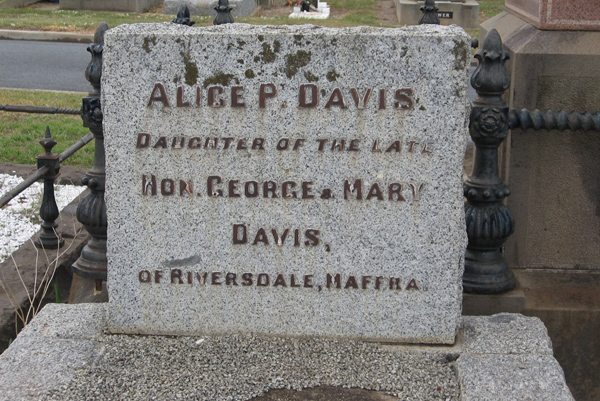 ALICE P. DAVIS.
DAUGHTER OF THE LATE
HON. GEORGE & MARY
DAVIS,
OF RIVERSDALE, MAFFRA.